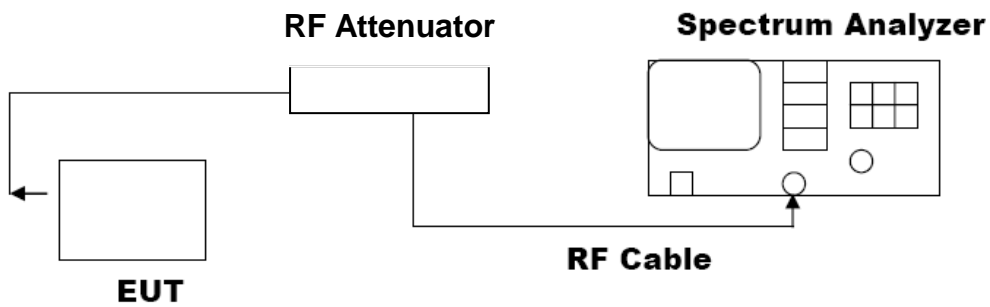 RF Attenuator
Spectrum Analyzer
RF Cable
EUT